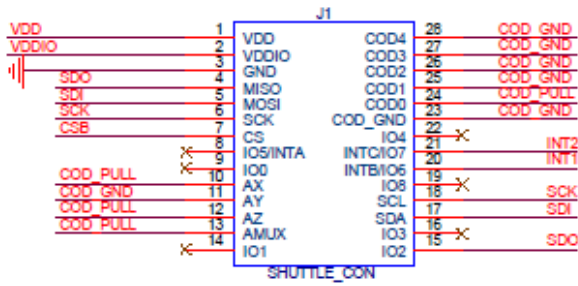 J1
VDD 1 VDD COD4 28 COD_GND
VDDIO 2 VDDIO COD3 27 COD_GND
3 GND COD2 26 COD_GND
SDO 4 MISO COD1 25 COD_GND
SDI 5 MOSI COD0 24 COD_PULL
SCK 6 SCK COD_GND 23 COD_GND
CSB 7 CS IO4 22
8 IO5/INTA INTC/IO7 21 INT2
9 IO0 INTB/IO6 20 INT1
COD_PULL 10 AX IO8 19
COD_GND 11 AY SCL 18 SCK
COD_PULL 12 AZ SDA 17 SDI
COD_PULL 13 AMUX IO3 16
14 IO1 IO2 15 SDO
SHUTTLE_CON